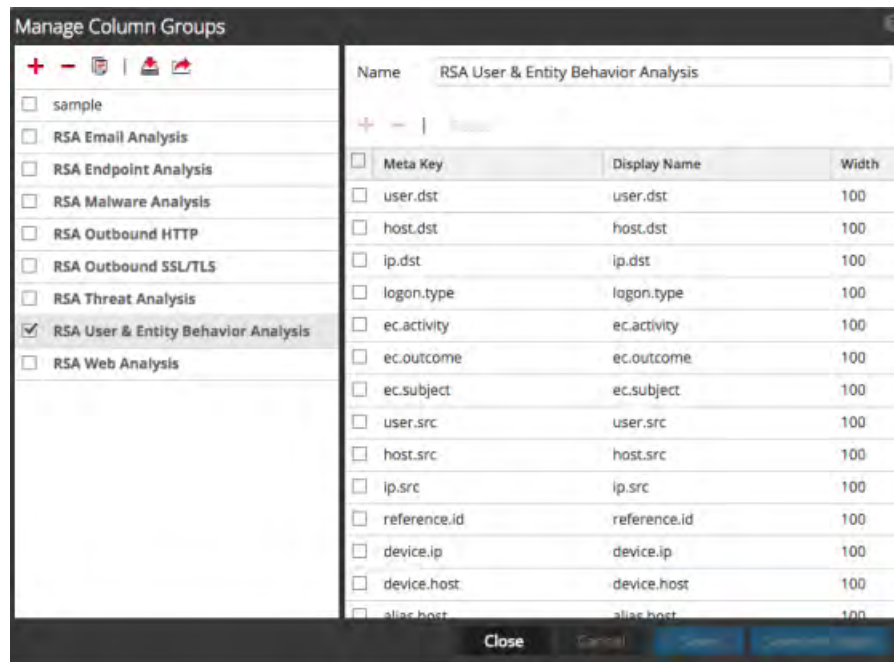 Manage Column Groups
sample
RSA Email Analysis
RSA Endpoint Analysis
RSA Malware Analysis
RSA Outbound HTTP
RSA Outbound SSL/TLS
RSA Threat Analysis
RSA User & Entity Behavior Analysis
RSA Web Analysis
Name RSA User & Entity Behavior Analysis
Meta Key Display Name Width
user.dst user.dst 100
host.dst host.dst 100
ip.dst ip.dst 100
logon.type logon.type 100
ec.activity ec.activity 100
ec.outcome ec.outcome 100
ec.subject ec.subject 100
user.src user.src 100
host.src host.src 100
ip.src ip.src 100
reference.id reference.id 100
device.ip device.ip 100
device.host device.host 100
alias.host alias.host 100
Close Cancel